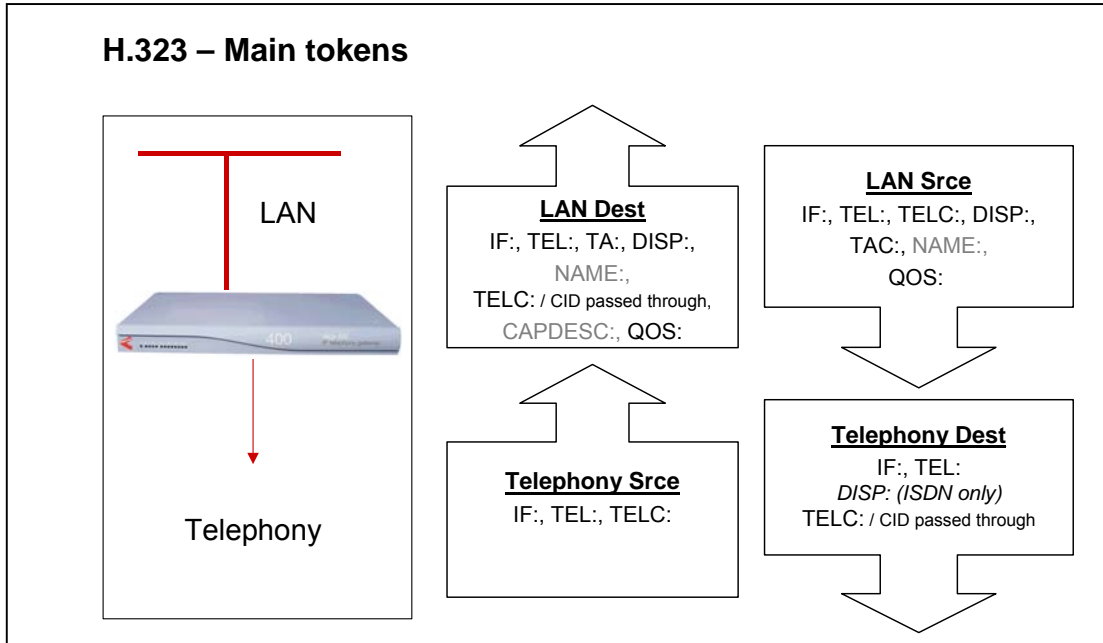 H.323 – Main tokens
LAN
400
Telephony
LAN Dest
IF:, TEL:, TA:, DISP:,
NAME:,
TELC: / CID passed through,
CAPDESC:, QOS:
Telephony Srce
IF:, TEL:, TELC:
LAN Srce
IF:, TEL:, TELC:, DISP:,
TAC:, NAME:,
QOS:
Telephony Dest
IF:, TEL:
DISP: (ISDN only)
TELC: / CID passed through